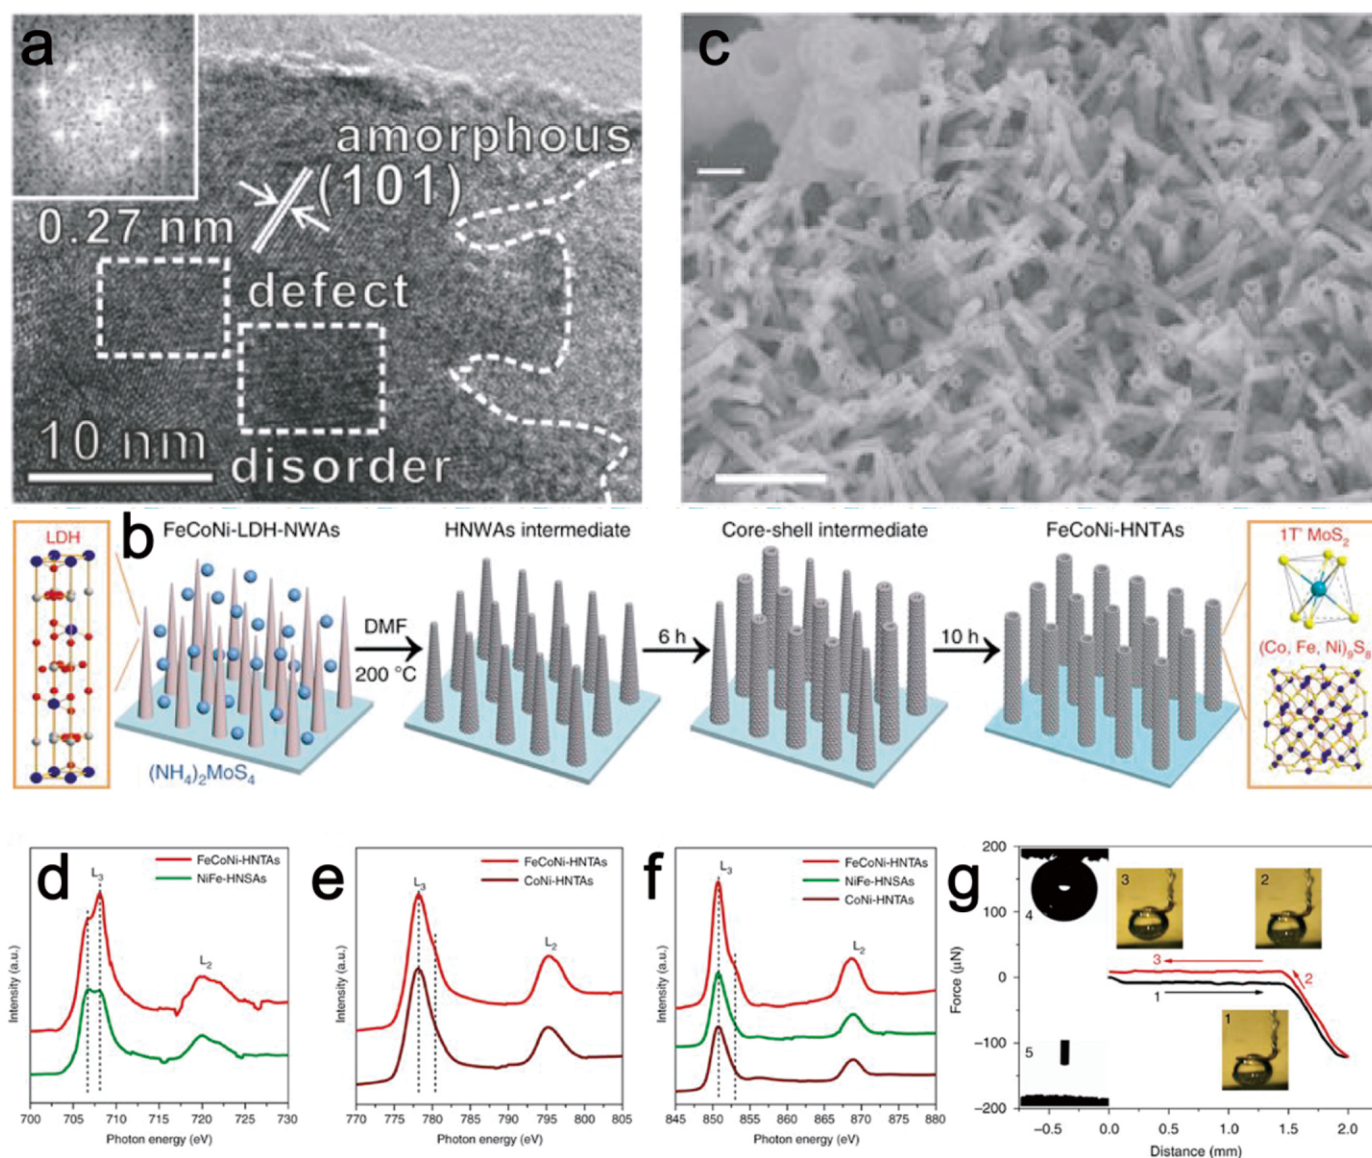 a
amorphous
(101)
0.27 nm
defect
10 nm
disorder
c
b
LDH
FeCoNi-LDH-NWAs
(NH₄)₂MoS₄
DMF
200 °C
HNWAs intermediate
6 h
Core-shell intermediate
10 h
FeCoNi-HNTAs
1T' MoS₂
(Co, Fe, Ni)₉S₈
d
FeCoNi-HNTAs
NiFe-HNSAs
L₃
L₂
Intensity (a.u.)
700 705 710 715 720 725 730
Photon energy (eV)
e
FeCoNi-HNTAs
CoNi-HNTAs
L₃
L₂
Intensity (a.u.)
770 775 780 785 790 795 800 805
Photon energy (eV)
f
FeCoNi-HNTAs
NiFe-HNSAs
CoNi-HNTAs
L₃
L₂
Intensity (a.u.)
845 850 855 860 865 870 875 880
Photon energy (eV)
g
200
100
0
–100
–200
Force (µN)
4
3
2
3
2
1
1
5
–0.5 0.0 0.5 1.0 1.5 2.0
Distance (mm)